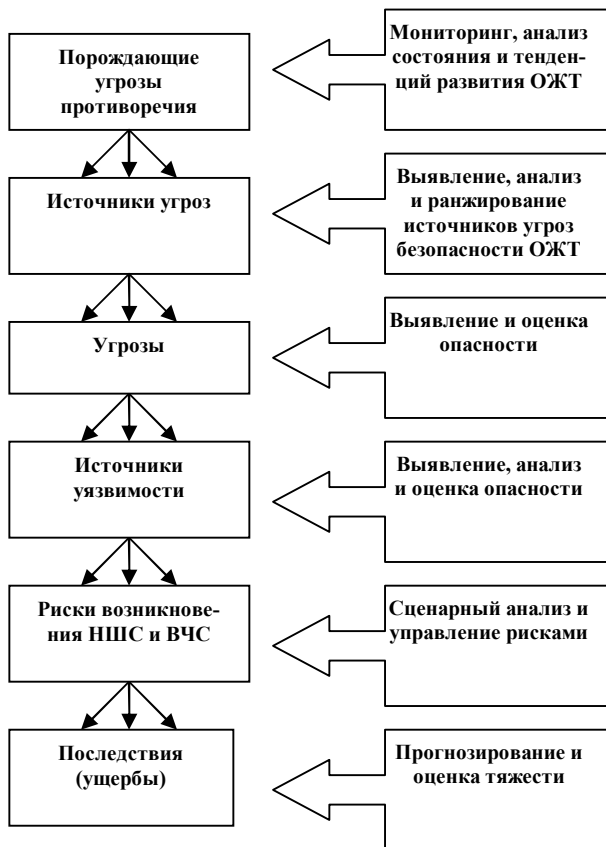 Порождающие
угрозы
противоречия
Мониторинг, анализ
состояния и тенден-
ций развития ОЖТ
Источники угроз
Выявление, анализ
и ранжирование
источников угроз
безопасности ОЖТ
Угрозы
Выявление и оценка
опасности
Источники
уязвимости
Выявление, анализ
и оценка опасности
Риски возникнове-
ния НШС и ВЧС
Сценарный анализ и
управление рисками
Последствия
(ущербы)
Прогнозирование и
оценка тяжести